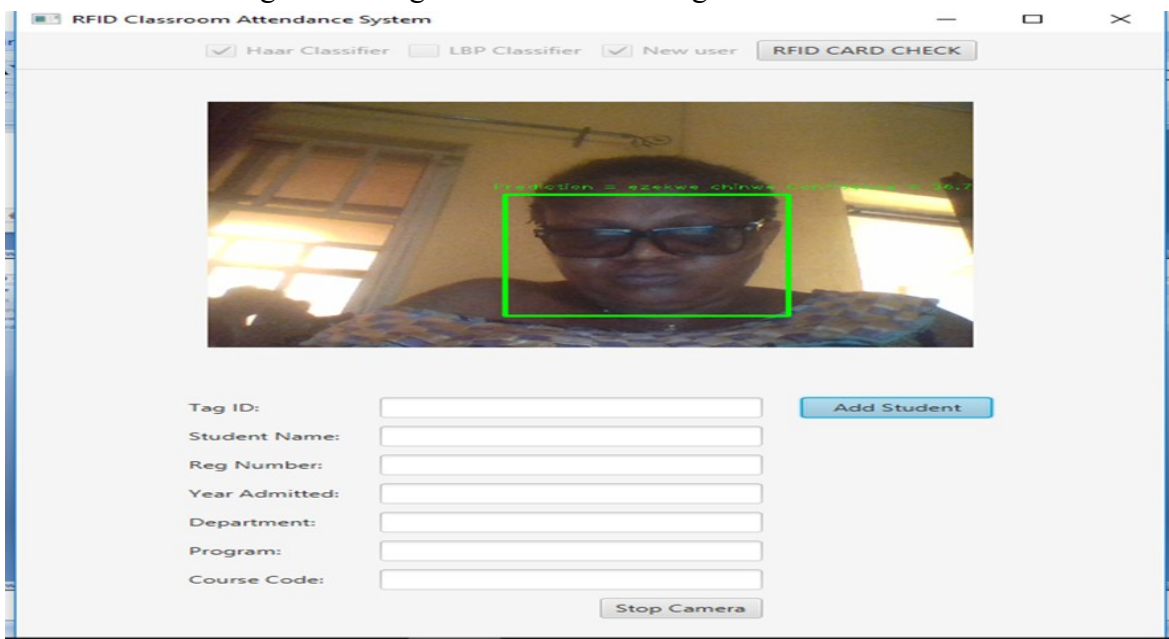 RFID Classroom Attendance System
Haar Classifier LBP Classifier New user RFID CARD CHECK
Prediction = ezekwe chinwe
Tag ID: Add Student
Student Name:
Reg Number:
Year Admitted:
Department:
Program:
Course Code:
Stop Camera